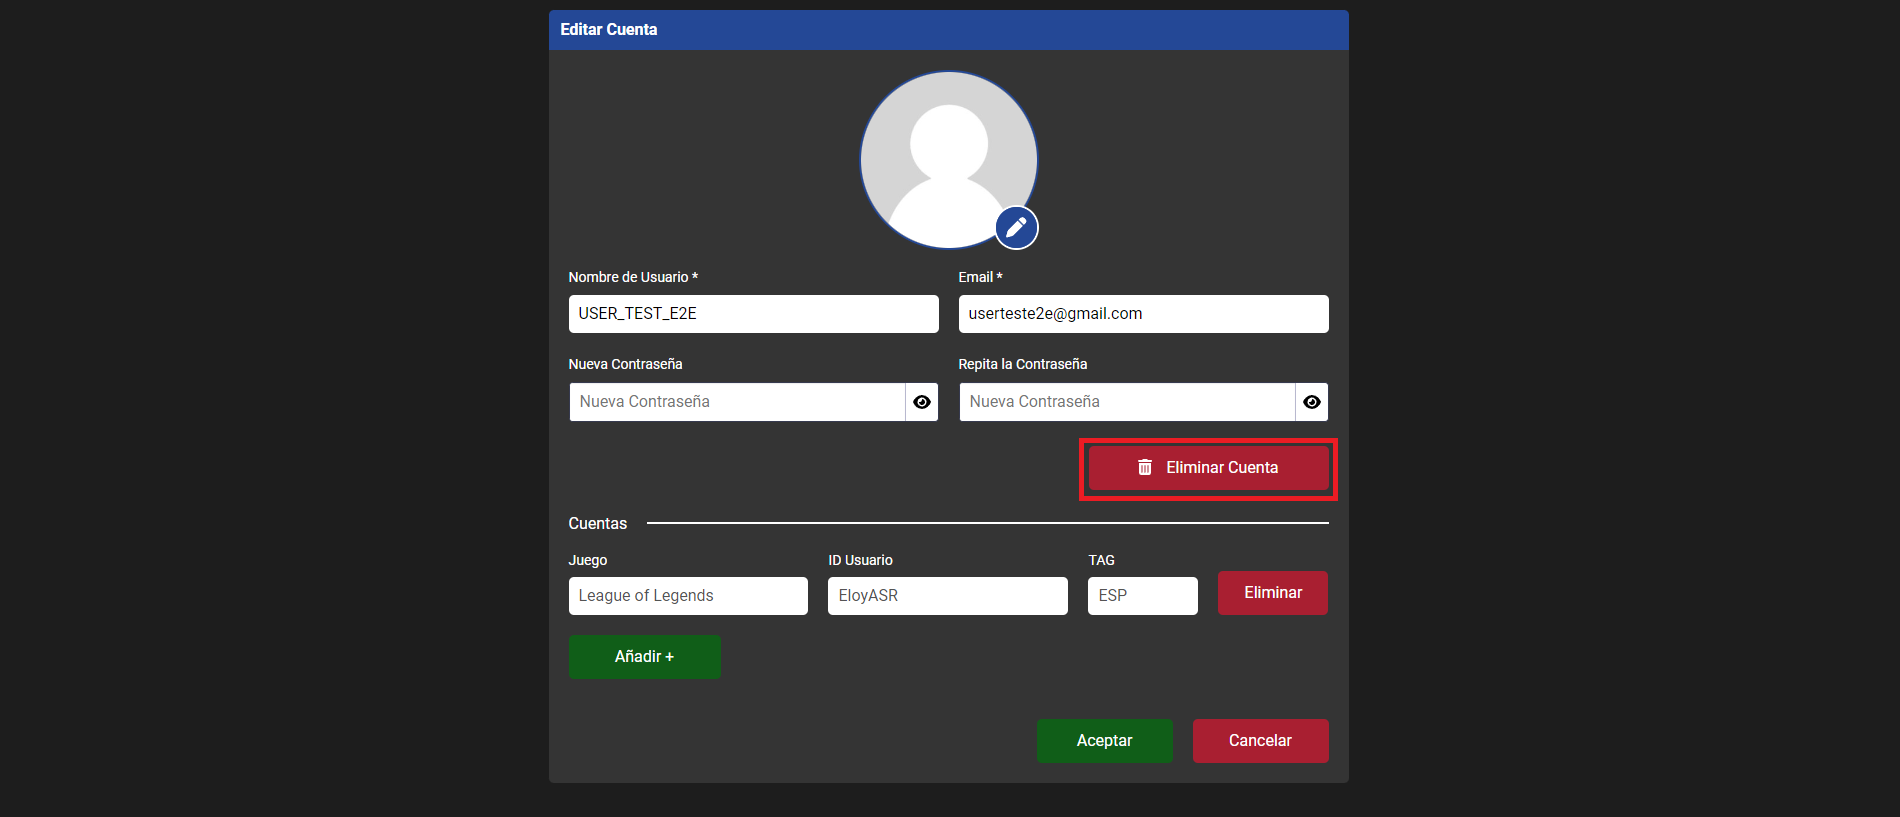 Editar Cuenta
Nombre de Usuario *
Email *
USER_TEST_E2E
userteste2e@gmail.com
Nueva Contraseña
Repita la Contraseña
Nueva Contraseña
Nueva Contraseña
Eliminar Cuenta
Cuentas
Juego
ID Usuario
TAG
League of Legends
EloyASR
ESP
Eliminar
Añadir +
Aceptar
Cancelar